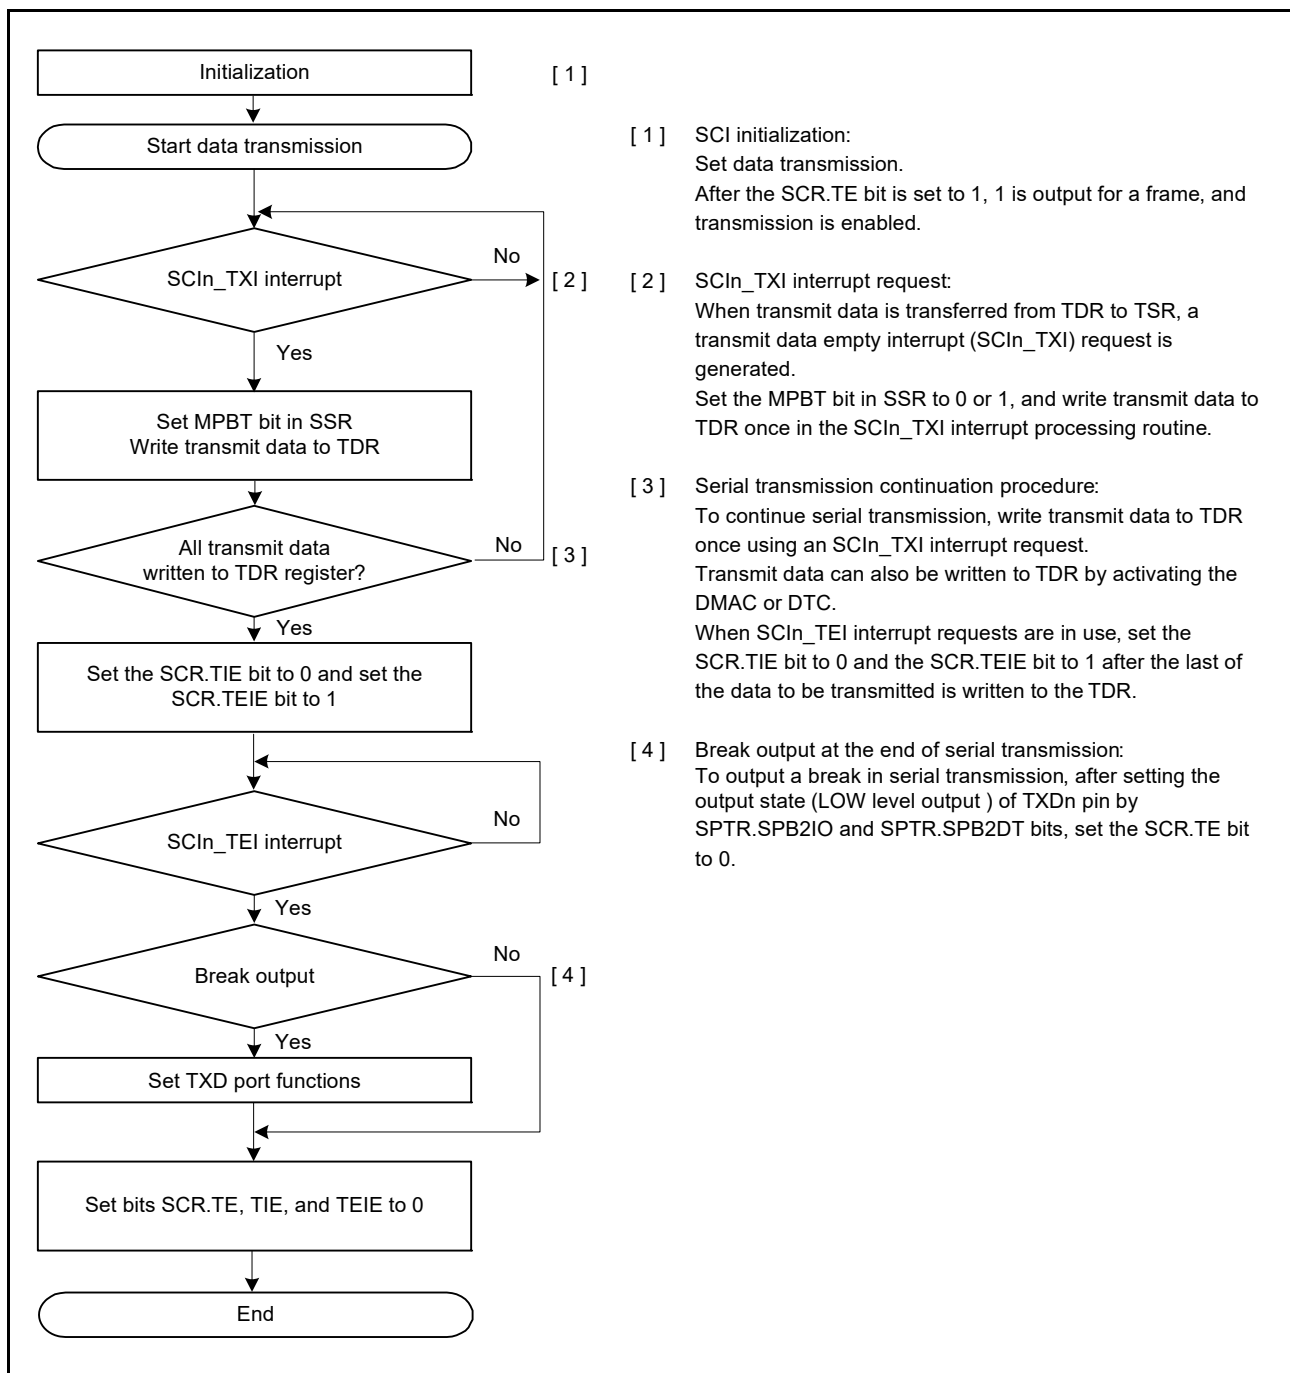 Initialization
[ 1 ]
Start data transmission
SCIn_TXI interrupt
No
[ 2 ]
Yes
Set MPBT bit in SSR
Write transmit data to TDR
All transmit data
written to TDR register?
No
[ 3 ]
Yes
Set the SCR.TIE bit to 0 and set the
SCR.TEIE bit to 1
SCIn_TEI interrupt
No
Yes
Break output
No
[ 4 ]
Yes
Set TXD port functions
Set bits SCR.TE, TIE, and TEIE to 0
End
[ 1 ] SCI initialization:
Set data transmission.
After the SCR.TE bit is set to 1, 1 is output for a frame, and
transmission is enabled.
[ 2 ] SCIn_TXI interrupt request:
When transmit data is transferred from TDR to TSR, a
transmit data empty interrupt (SCIn_TXI) request is
generated.
Set the MPBT bit in SSR to 0 or 1, and write transmit data to
TDR once in the SCIn_TXI interrupt processing routine.
[ 3 ] Serial transmission continuation procedure:
To continue serial transmission, write transmit data to TDR
once using an SCIn_TXI interrupt request.
Transmit data can also be written to TDR by activating the
DMAC or DTC.
When SCIn_TEI interrupt requests are in use, set the
SCR.TIE bit to 0 and the SCR.TEIE bit to 1 after the last of
the data to be transmitted is written to the TDR.
[ 4 ] Break output at the end of serial transmission:
To output a break in serial transmission, after setting the
output state (LOW level output ) of TXDn pin by
SPTR.SPB2IO and SPTR.SPB2DT bits, set the SCR.TE bit
to 0.